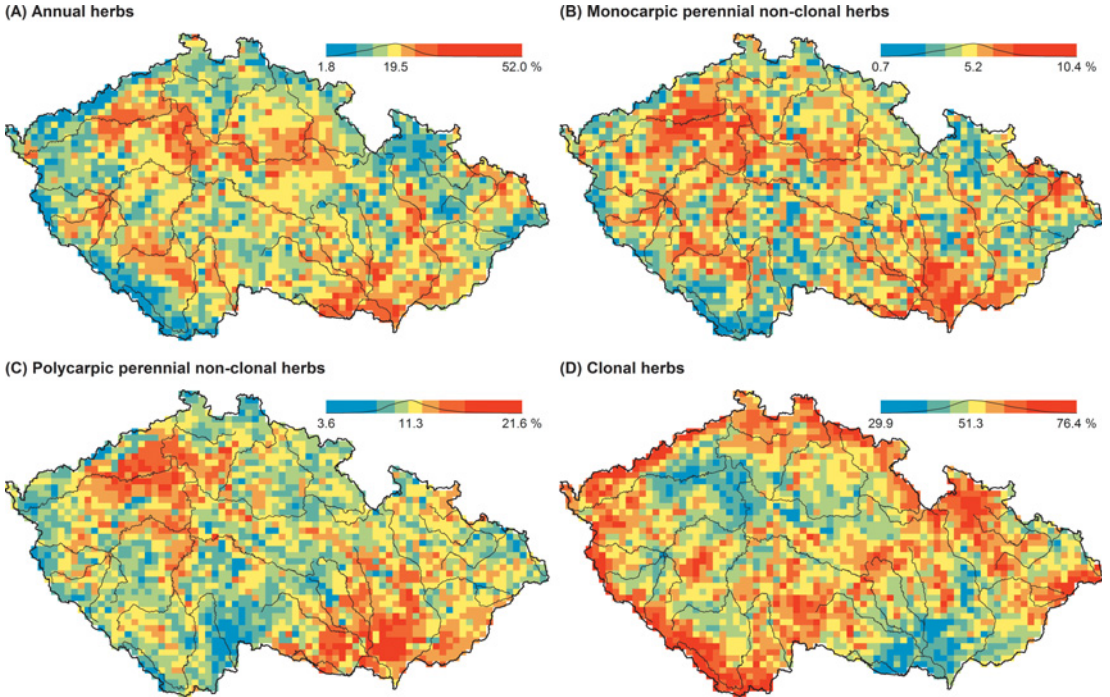 (A) Annual herbs
1.8 19.5 52.0 %
(B) Monocarpic perennial non-clonal herbs
0.7 5.2 10.4 %
(C) Polycarpic perennial non-clonal herbs
3.6 11.3 21.6 %
(D) Clonal herbs
29.9 51.3 76.4 %